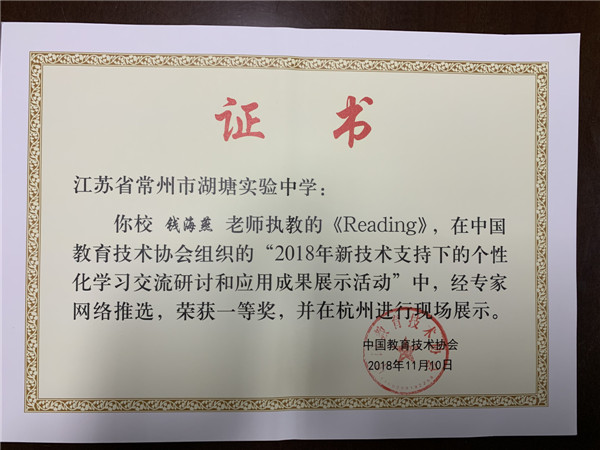 证 书
江苏省常州市湖塘实验中学：
你校 钱海燕 老师执教的《Reading》，在中国
教育技术协会组织的“2018年新技术支持下的个性
化学习交流研讨和应用成果展示活动”中，经专家
网络推选，荣获一等奖，并在杭州进行现场展示。
中国教育技术协会
2018年11月10日